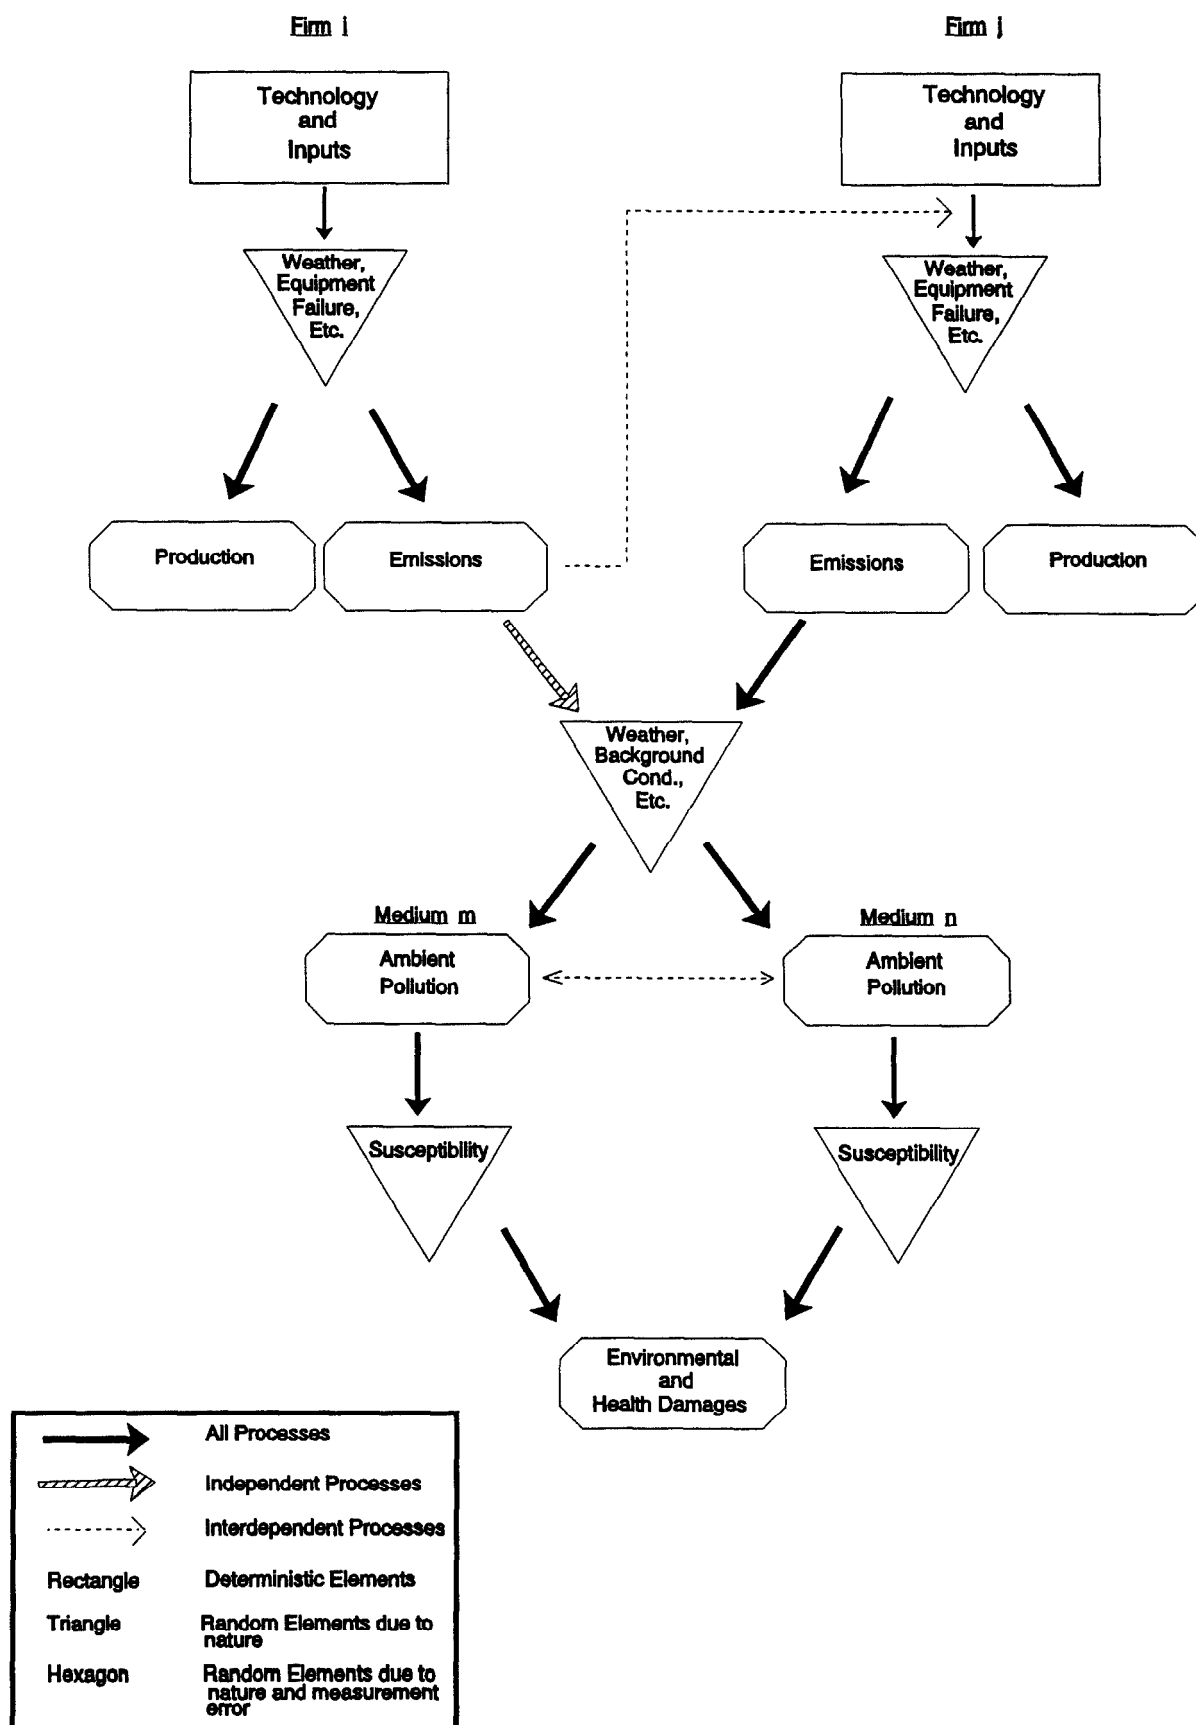 Firm i
Firm j
Technology
and
Inputs
Technology
and
Inputs
Weather,
Equipment
Failure,
Etc.
Weather,
Equipment
Failure,
Etc.
Production
Emissions
Emissions
Production
Weather,
Background
Cond.,
Etc.
Medium m
Medium n
Ambient
Pollution
Ambient
Pollution
Susceptibility
Susceptibility
Environmental
and
Health Damages
All Processes
Independent Processes
Interdependent Processes
Rectangle Deterministic Elements
Triangle Random Elements due to
nature
Hexagon Random Elements due to
nature and measurement
error